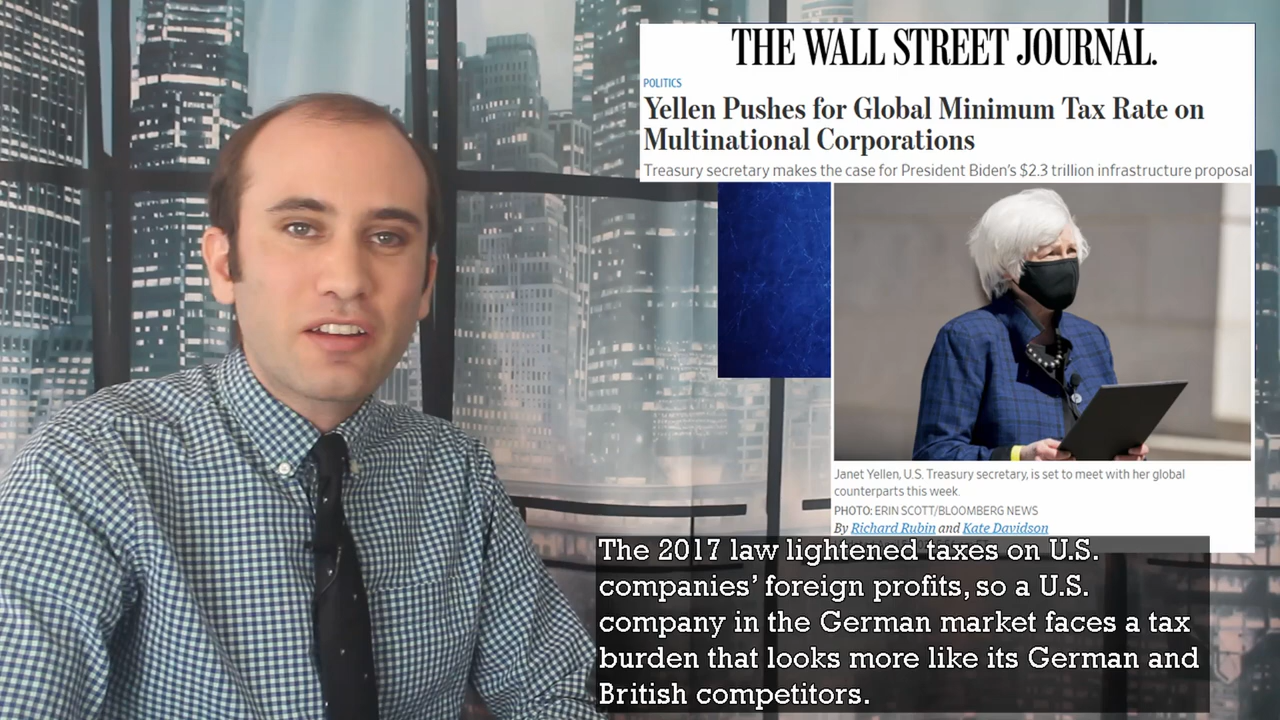 THE WALL STREET JOURNAL.
POLITICS
Yellen Pushes for Global Minimum Tax Rate on
Multinational Corporations
Treasury secretary makes the case for President Biden's $2.3 trillion infrastructure proposal
Janet Yellen, U.S. Treasury secretary, is set to meet with her global
counterparts this week.
PHOTO: ERIN SCOTT/BLOOMBERG NEWS
By Richard Rubin and Kate Davidson
The 2017 law lightened taxes on U.S.
companies’ foreign profits, so a U.S.
company in the German market faces a tax
burden that looks more like its German and
British competitors.